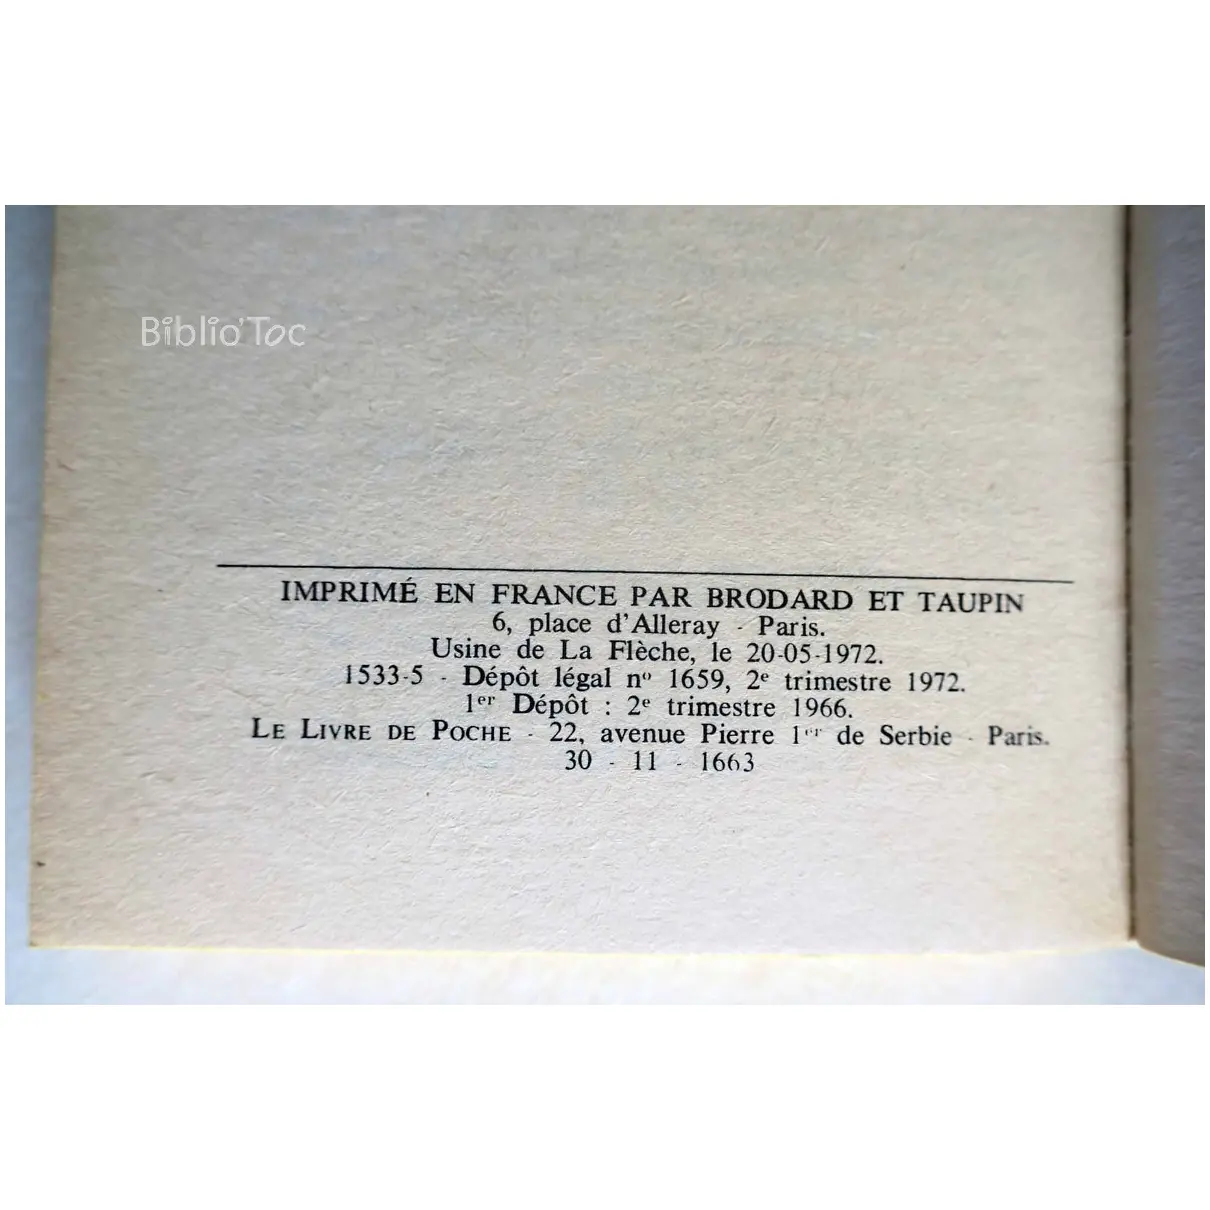 Biblio'Toc
IMPRIMÉ EN FRANCE PAR BRODARD ET TAUPIN
6, place d'Alleray - Paris.
Usine de La Flèche, le 20-05-1972.
1533-5 - Dépôt légal nº 1659, 2e trimestre 1972.
1er Dépôt : 2e trimestre 1966.
LE LIVRE DE POCHE - 22, avenue Pierre 1er de Serbie - Paris.
30 - 11 - 1663